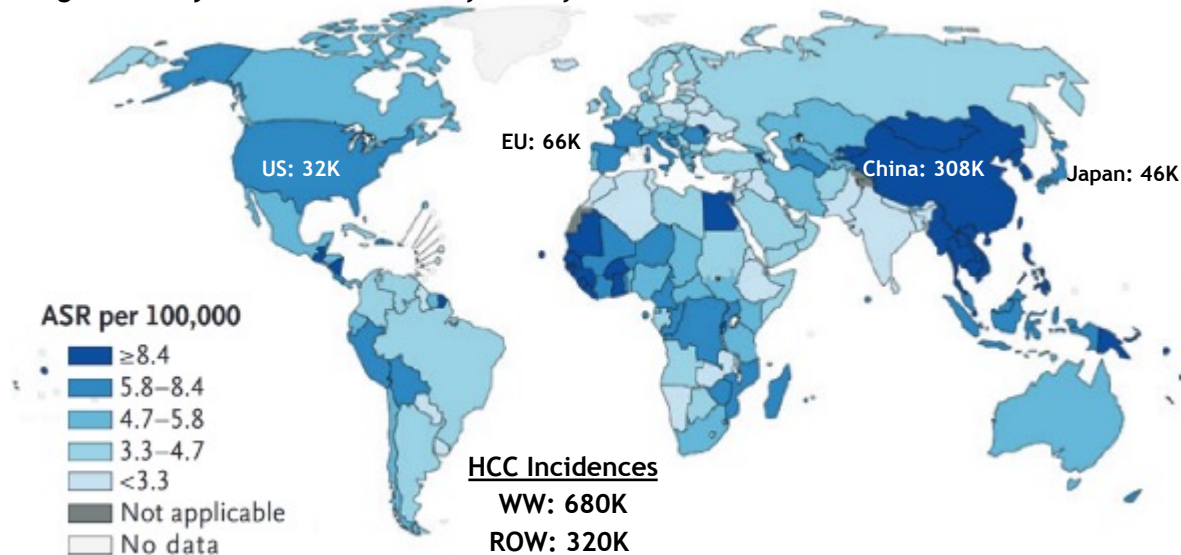 EU: 66K
US: 32K
China: 308K
Japan: 46K
ASR per 100,000
≥8.4
5.8–8.4
4.7–5.8
3.3–4.7
<3.3
Not applicable
No data
HCC Incidences
WW: 680K
ROW: 320K